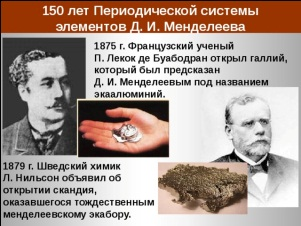 150 лет Периодической системы
элементов Д. И. Менделеева
1875 г. Французский ученый
П. Лекок де Буабодран открыл галлий,
который был предсказан
Д. И. Менделеевым под названием
экаалюминий.
1879 г. Шведский химик
Л. Нильсон объявил об
открытии скандия,
оказавшегося тождественным
менделеевскому экабору.